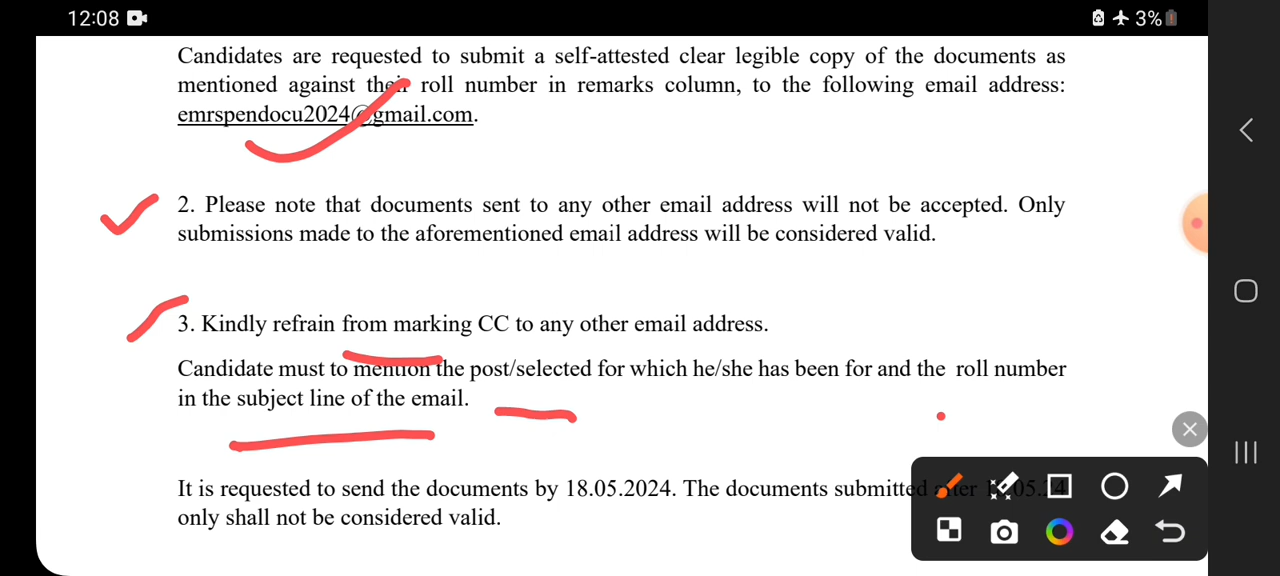 12:08
3%
Candidates are requested to submit a self-attested clear legible copy of the documents as
mentioned against their roll number in remarks column, to the following email address:
emrspendocu2024@gmail.com.
2. Please note that documents sent to any other email address will not be accepted. Only
submissions made to the aforementioned email address will be considered valid.
3. Kindly refrain from marking CC to any other email address.
Candidate must to mention the post/selected for which he/she has been for and the roll number
in the subject line of the email.
It is requested to send the documents by 18.05.2024. The documents submitted after
only shall not be considered valid.